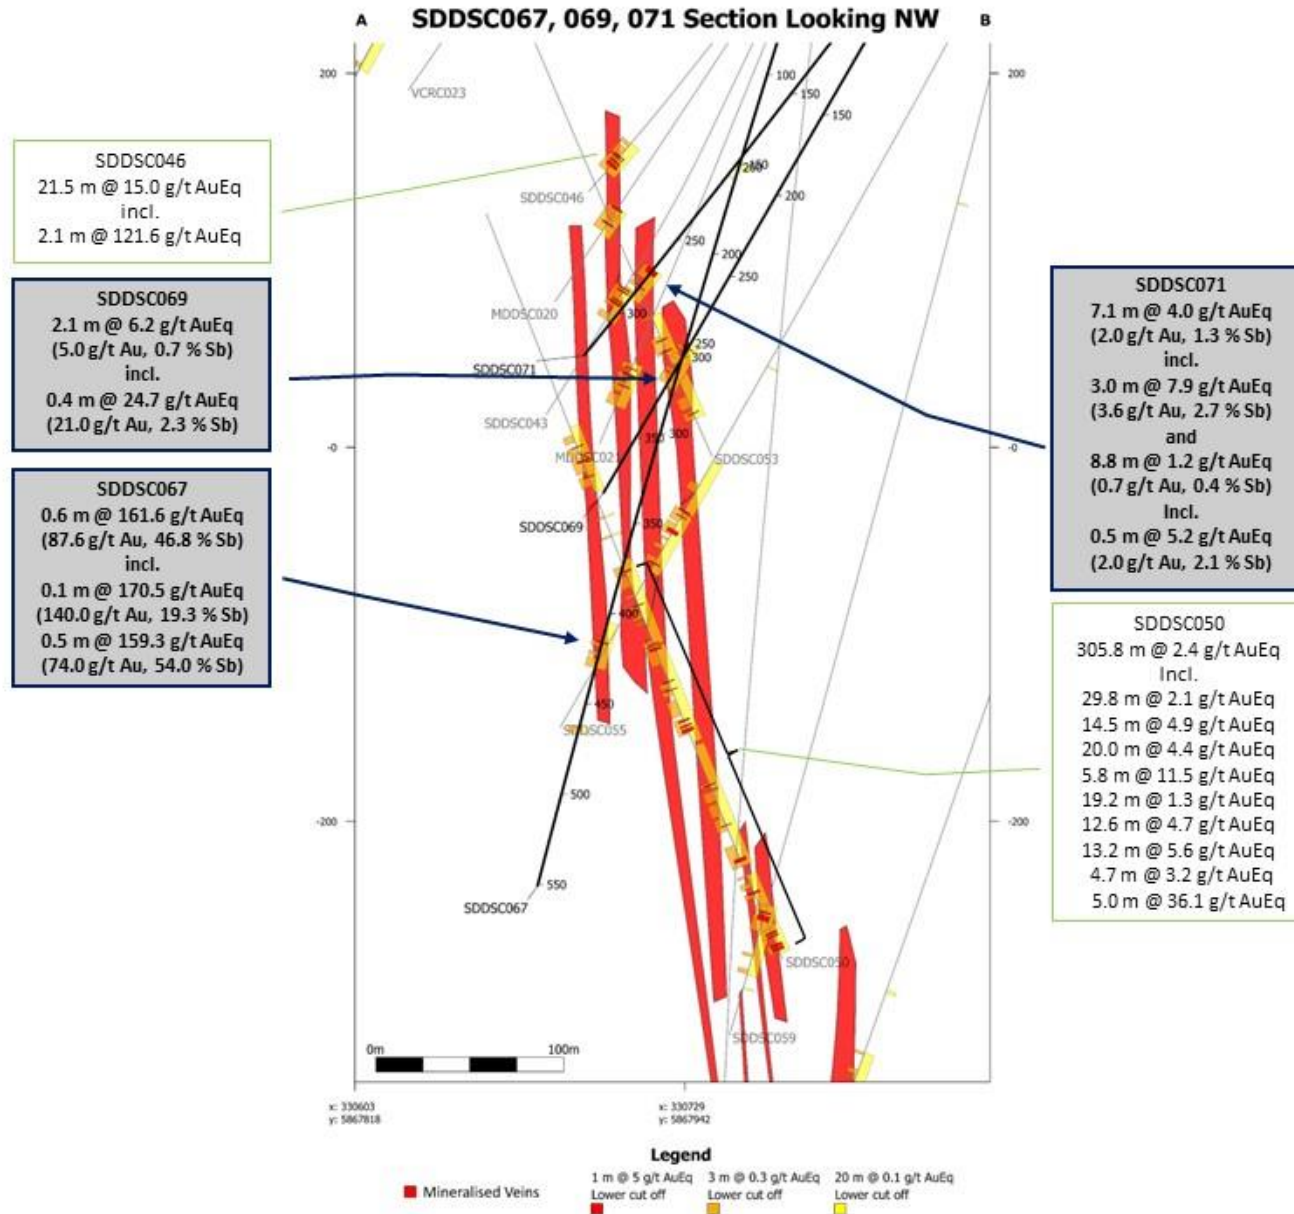 A
SDDSC067, 069, 071 Section Looking NW
B
200
200
VCRC023
100
150
150
150
200
200
SDDSC046
21.5 m @ 15.0 g/t AuEq
incl.
2.1 m @ 121.6 g/t AuEq
SDDSC046
250
200
250
SDDSC069
2.1 m @ 6.2 g/t AuEq
(5.0 g/t Au, 0.7 % Sb)
incl.
0.4 m @ 24.7 g/t AuEq
(21.0 g/t Au, 2.3 % Sb)
SDDSC071
7.1 m @ 4.0 g/t AuEq
(2.0 g/t Au, 1.3 % Sb)
incl.
3.0 m @ 7.9 g/t AuEq
(3.6 g/t Au, 2.7 % Sb)
and
8.8 m @ 1.2 g/t AuEq
(0.7 g/t Au, 0.4 % Sb)
Incl.
0.5 m @ 5.2 g/t AuEq
(2.0 g/t Au, 2.1 % Sb)
MDDSC020
300
250
300
SDDSC071
SDDSC043
350
300
-0
-0
MDDSC021
SDDSC053
SDDSC067
0.6 m @ 161.6 g/t AuEq
(87.6 g/t Au, 46.8 % Sb)
incl.
0.1 m @ 170.5 g/t AuEq
(140.0 g/t Au, 19.3 % Sb)
0.5 m @ 159.3 g/t AuEq
(74.0 g/t Au, 54.0 % Sb)
SDDSC069
350
400
450
SDDSC055
500
550
SDDSC067
SDDSC050
305.8 m @ 2.4 g/t AuEq
Incl.
29.8 m @ 2.1 g/t AuEq
14.5 m @ 4.9 g/t AuEq
20.0 m @ 4.4 g/t AuEq
5.8 m @ 11.5 g/t AuEq
19.2 m @ 1.3 g/t AuEq
12.6 m @ 4.7 g/t AuEq
13.2 m @ 5.6 g/t AuEq
4.7 m @ 3.2 g/t AuEq
5.0 m @ 36.1 g/t AuEq
-200
-200
SDDSC050
SDDSC059
0m
100m
x: 330603
y: 5867818
x: 330729
y: 5867942
Legend
Mineralised Veins
1 m @ 5 g/t AuEq
Lower cut off
3 m @ 0.3 g/t AuEq
Lower cut off
20 m @ 0.1 g/t AuEq
Lower cut off